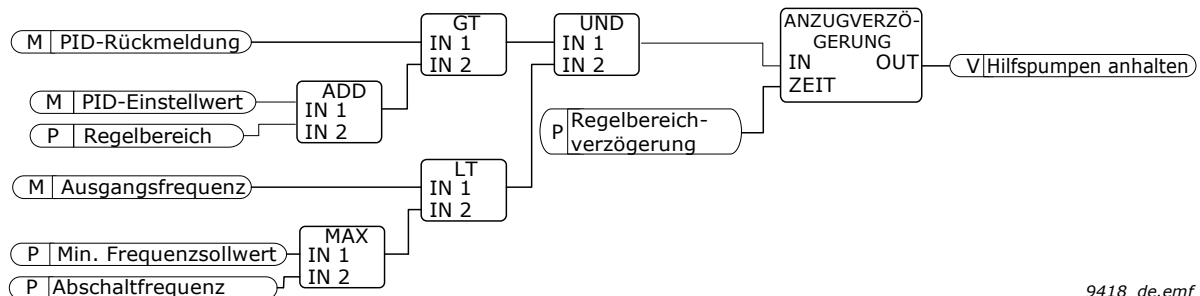 M PID-Rückmeldung
GT
IN 1
IN 2
UND
IN 1
IN 2
ANZUGVERZÖ-
GERUNG
IN OUT
ZEIT
V Hilfspumpen anhalten
M PID-Einstellwert
P Regelbereich
ADD
IN 1
IN 2
P Regelbereich-
verzögerung
M Ausgangsfrequenz
LT
IN 1
IN 2
P Min. Frequenzsollwert
P Abschaltfrequenz
MAX
IN 1
IN 2
9418_de.emf